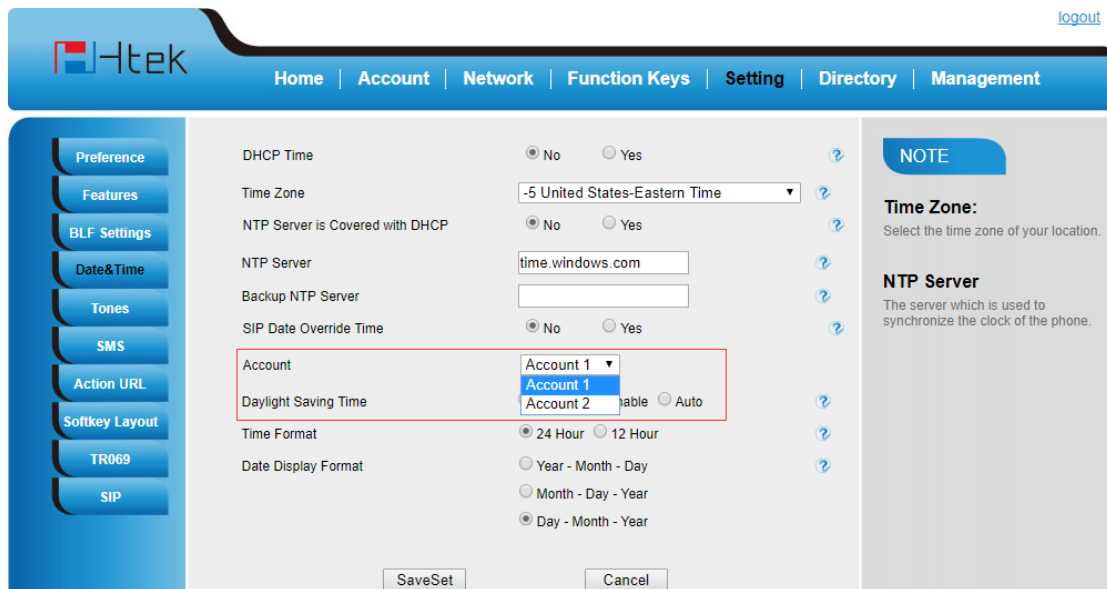 logout
Htek
Home Account Network Function Keys Setting Directory Management
Preference
Features
BLF Settings
Date&Time
Tones
SMS
Action URL
Softkey Layout
TR069
SIP
DHCP Time No Yes
Time Zone -5 United States-Eastern Time
NTP Server is Covered with DHCP No Yes
NTP Server time.windows.com
Backup NTP Server
SIP Date Override Time No Yes
Account Account 1
Account 1
Daylight Saving Time Account 2 nable Auto
Time Format 24 Hour 12 Hour
Date Display Format Year - Month - Day
Month - Day - Year
Day - Month - Year
SaveSet Cancel
NOTE
Time Zone:
Select the time zone of your location.
NTP Server
The server which is used to
synchronize the clock of the phone.